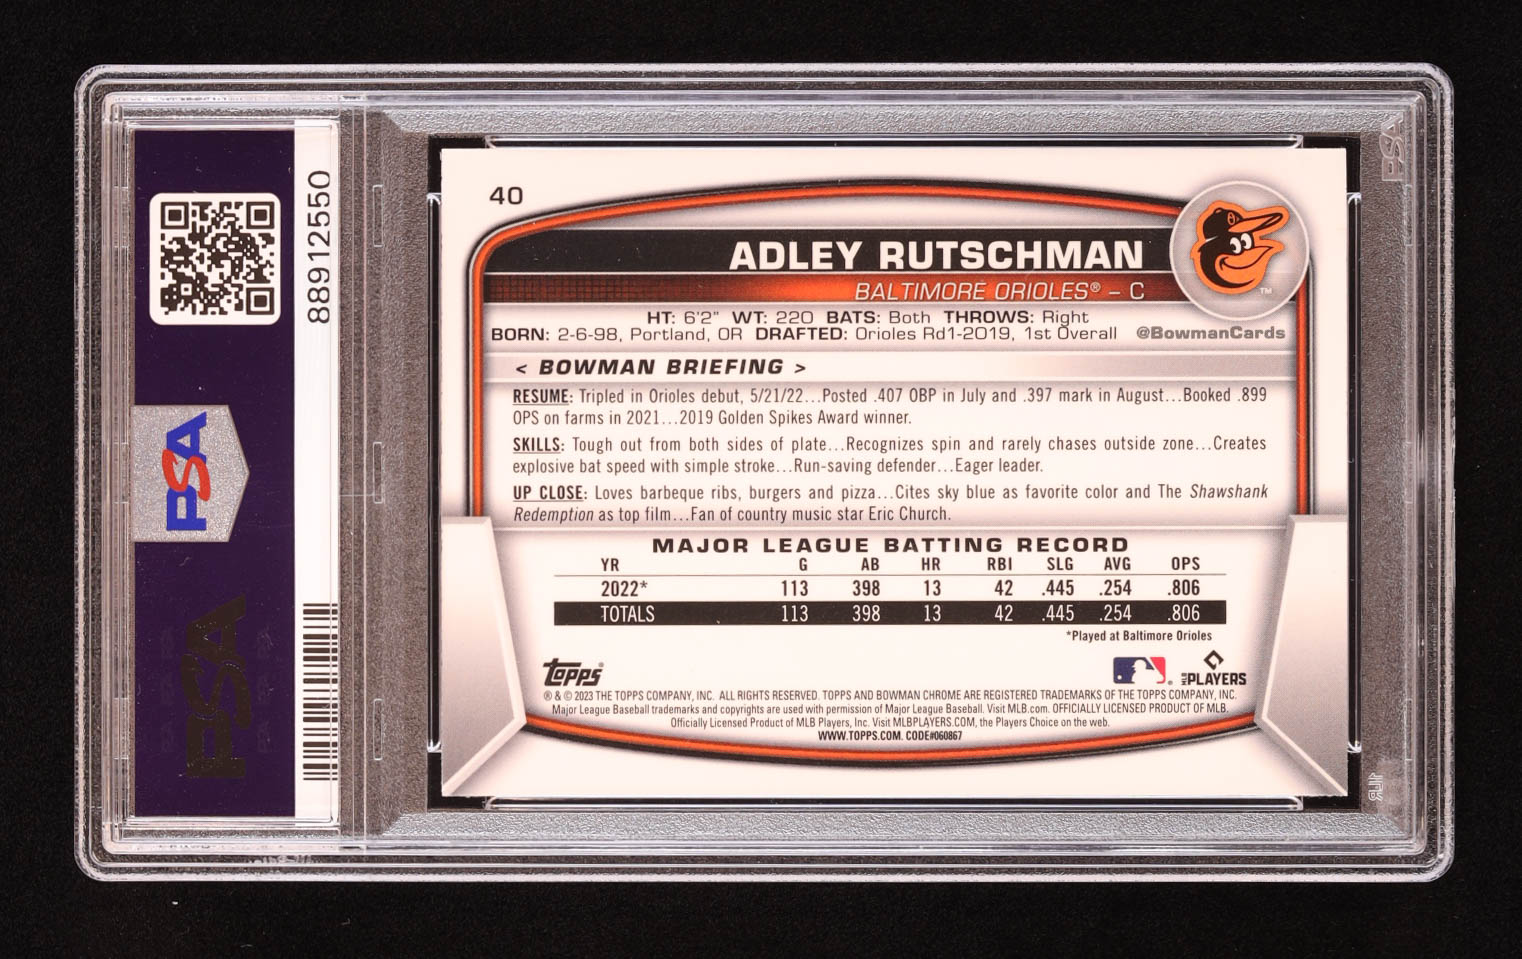 88912550
PSA
PSA
40
ADLEY RUTSCHMAN
BALTIMORE ORIOLES® – C
HT: 6'2" WT: 220 BATS: Both THROWS: Right
BORN: 2-6-98, Portland, OR DRAFTED: Orioles Rd1-2019, 1st Overall @BowmanCards
< BOWMAN BRIEFING >
RESUME: Tripled in Orioles debut, 5/21/22...Posted .407 OBP in July and .397 mark in August...Booked .899
OPS on farms in 2021...2019 Golden Spikes Award winner.
SKILLS: Tough out from both sides of plate...Recognizes spin and rarely chases outside zone...Creates
explosive bat speed with simple stroke...Run-saving defender...Eager leader.
UP CLOSE: Loves barbeque ribs, burgers and pizza...Cites sky blue as favorite color and The Shawshank
Redemption as top film...Fan of country music star Eric Church.
MAJOR LEAGUE BATTING RECORD
YR G AB HR RBI SLG AVG OPS
2022* 113 398 13 42 .445 .254 .806
TOTALS 113 398 13 42 .445 .254 .806
*Played at Baltimore Orioles
topps®
MLB PLAYERS
® & © 2023 THE TOPPS COMPANY, INC. ALL RIGHTS RESERVED. TOPPS AND BOWMAN CHROME ARE REGISTERED TRADEMARKS OF THE TOPPS COMPANY, INC.
Major League Baseball trademarks and copyrights are used with permission of Major League Baseball. Visit MLB.com. OFFICIALLY LICENSED PRODUCT OF MLB.
Officially Licensed Product of MLB Players, Inc. Visit MLBPLAYERS.COM, the Players Choice on the web.
WWW.TOPPS.COM. CODE#060867
PSA